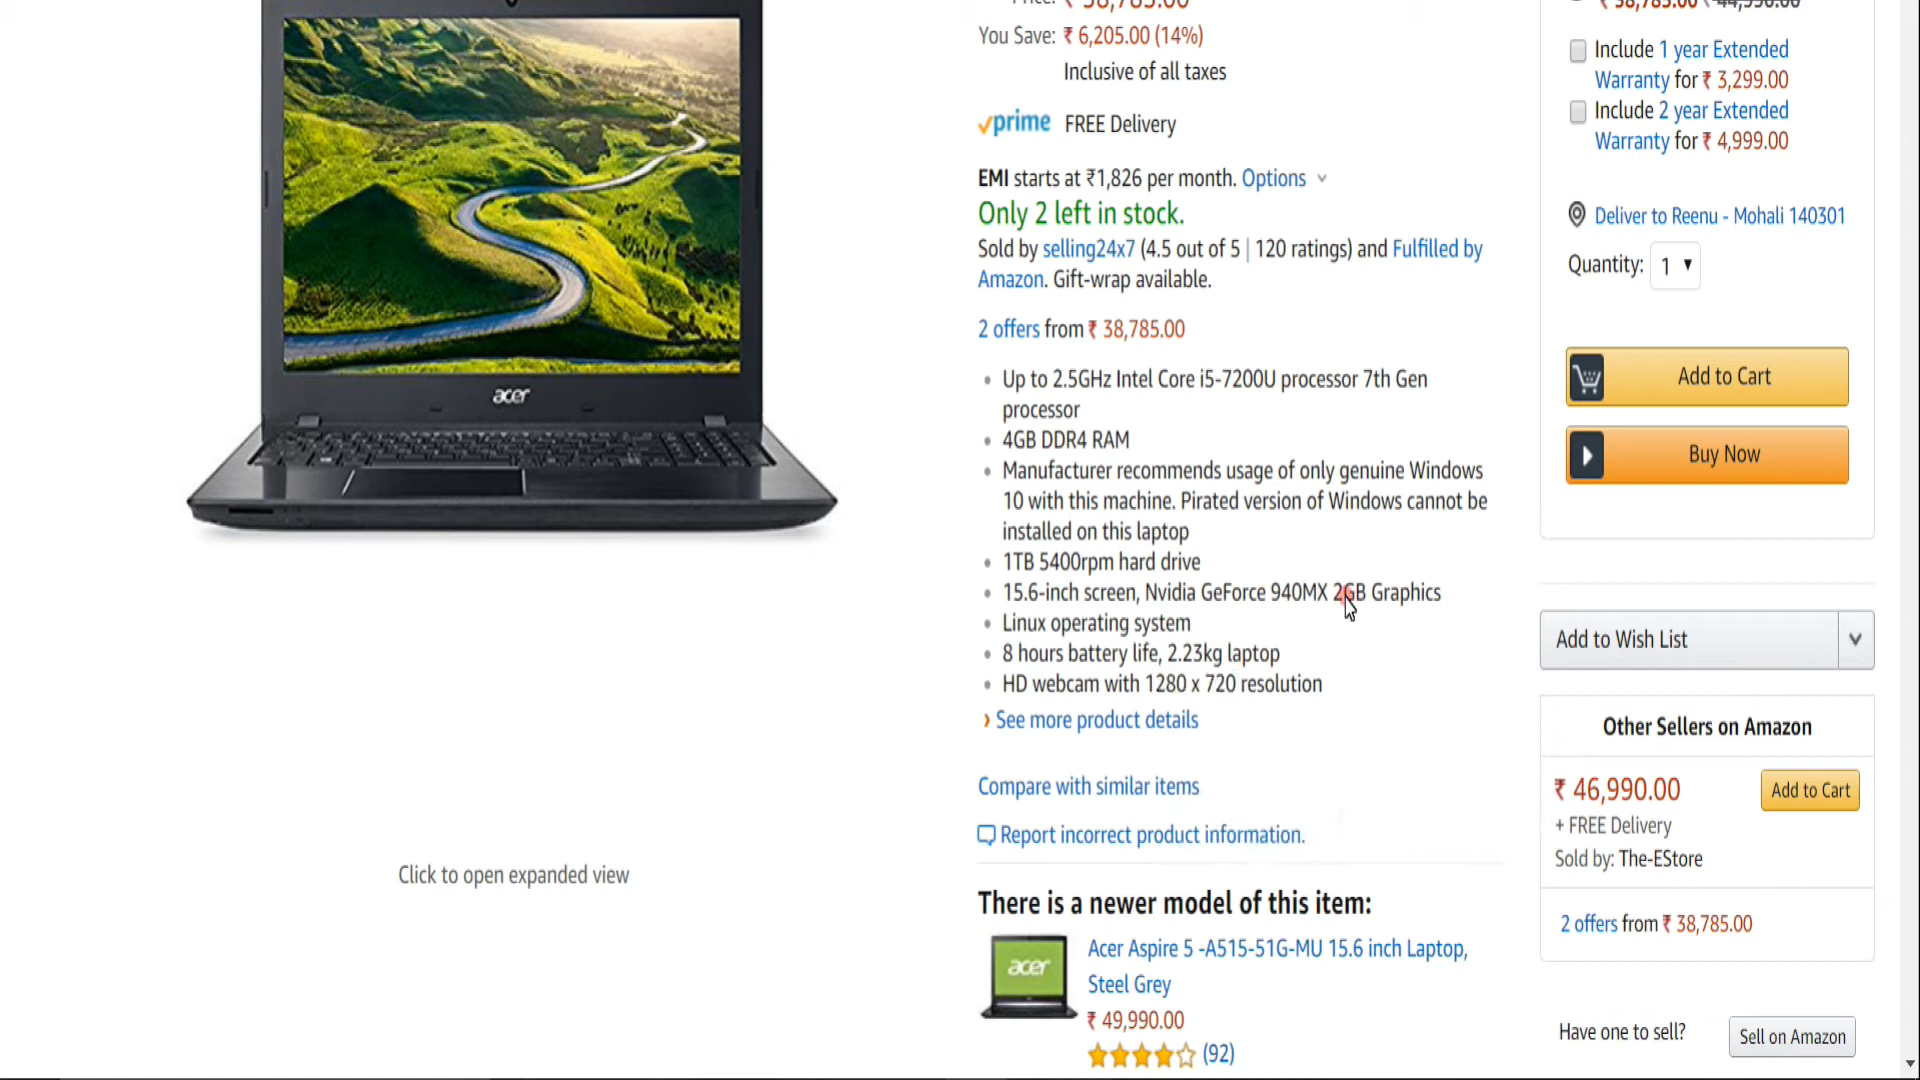 Price: ₹ 38,785.00
You Save: ₹ 6,205.00 (14%)
Inclusive of all taxes
prime FREE Delivery
EMI starts at ₹1,826 per month. Options
Only 2 left in stock.
Sold by selling24x7 (4.5 out of 5 | 120 ratings) and Fulfilled by
Amazon. Gift-wrap available.
2 offers from ₹ 38,785.00
Up to 2.5GHz Intel Core i5-7200U processor 7th Gen
processor
4GB DDR4 RAM
Manufacturer recommends usage of only genuine Windows
10 with this machine. Pirated version of Windows cannot be
installed on this laptop
1TB 5400rpm hard drive
15.6-inch screen, Nvidia GeForce 940MX 2GB Graphics
Linux operating system
8 hours battery life, 2.23kg laptop
HD webcam with 1280 x 720 resolution
› See more product details
Compare with similar items
Report incorrect product information.
There is a newer model of this item:
acer
Acer Aspire 5 -A515-51G-MU 15.6 inch Laptop,
Steel Grey
₹ 49,990.00
(92)
acer
Click to open expanded view
₹ 38,785.00 ₹ 44,990.00
Include 1 year Extended
Warranty for ₹ 3,299.00
Include 2 year Extended
Warranty for ₹ 4,999.00
Deliver to Reenu - Mohali 140301
Quantity: 1
Add to Cart
Buy Now
Add to Wish List
Other Sellers on Amazon
₹ 46,990.00 Add to Cart
+ FREE Delivery
Sold by: The-EStore
2 offers from ₹ 38,785.00
Have one to sell? Sell on Amazon